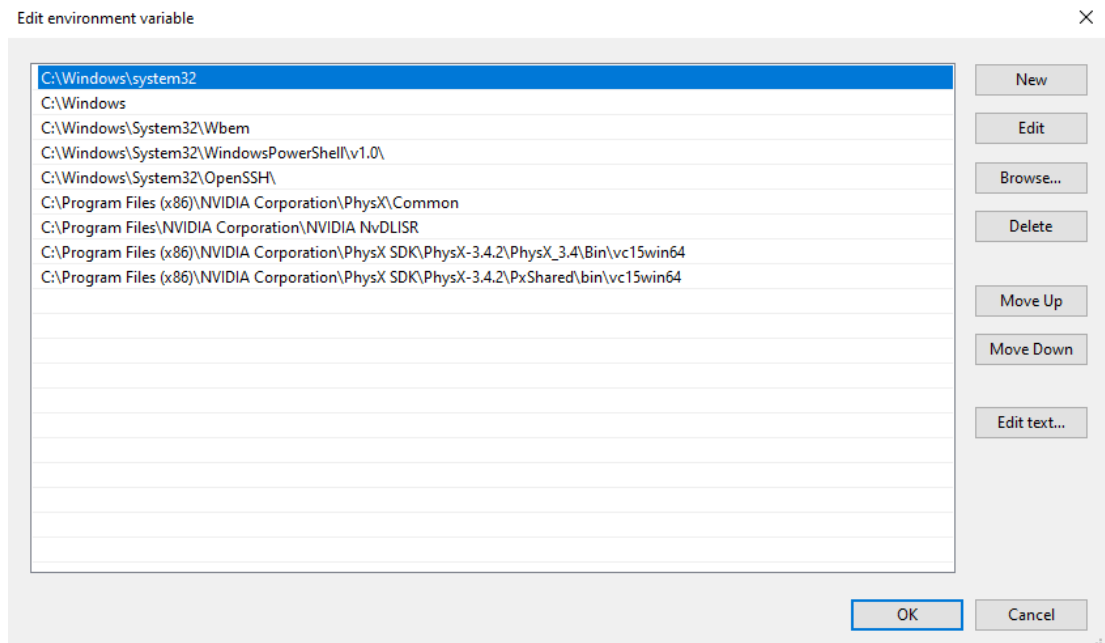 Edit environment variable
C:\Windows\system32
C:\Windows
C:\Windows\System32\Wbem
C:\Windows\System32\WindowsPowerShell\v1.0\
C:\Windows\System32\OpenSSH\
C:\Program Files (x86)\NVIDIA Corporation\PhysX\Common
C:\Program Files\NVIDIA Corporation\NVIDIA NvDLISR
C:\Program Files (x86)\NVIDIA Corporation\PhysX SDK\PhysX-3.4.2\PhysX_3.4\Bin\vc15win64
C:\Program Files (x86)\NVIDIA Corporation\PhysX SDK\PhysX-3.4.2\PxShared\bin\vc15win64
New
Edit
Browse...
Delete
Move Up
Move Down
Edit text...
OK
Cancel